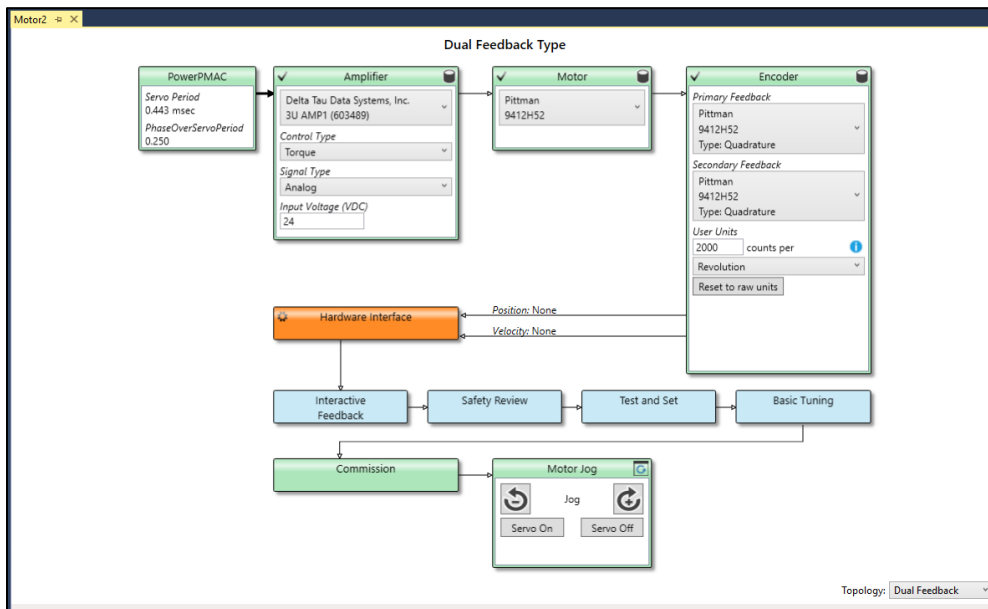 Motor2
Dual Feedback Type
PowerPMAC
Servo Period
0.443 msec
PhaseOverServoPeriod
0.250
Amplifier
Delta Tau Data Systems, Inc.
3U AMP1 (603489)
Control Type
Torque
Signal Type
Analog
Input Voltage (VDC)
24
Motor
Pittman
9412H52
Encoder
Primary Feedback
Pittman
9412H52
Type: Quadrature
Secondary Feedback
Pittman
9412H52
Type: Quadrature
User Units
2000 counts per
Revolution
Reset to raw units
Hardware Interface
Position: None
Velocity: None
Interactive
Feedback
Safety Review
Test and Set
Basic Tuning
Commission
Motor Jog
Jog
Servo On
Servo Off
Topology: Dual Feedback